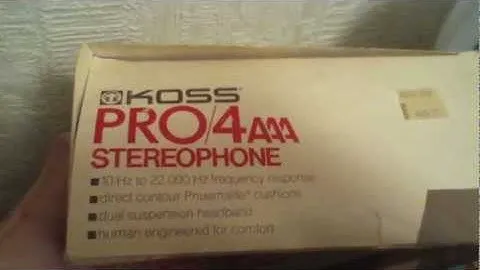 KOSS®
PRO/4AAA
STEREOPHONE
10 Hz to 22,000 Hz frequency response
direct contour Pneumalite® cushions
dual suspension headband
human engineered for comfort